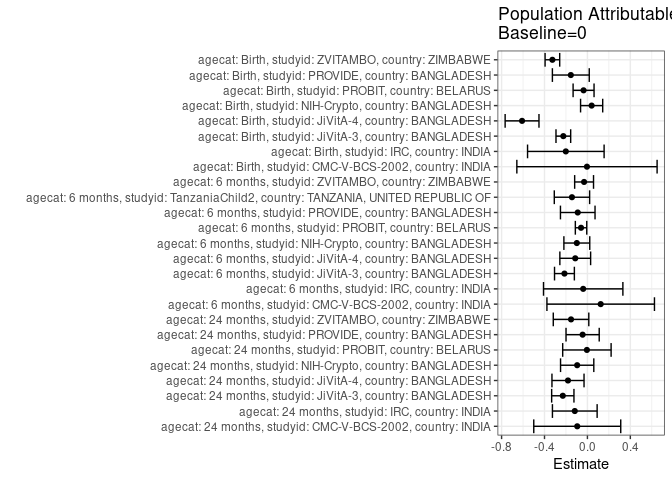 Population Attributable
Baseline=0
agecat: Birth, studyid: ZVITAMBO, country: ZIMBABWE
agecat: Birth, studyid: PROVIDE, country: BANGLADESH
agecat: Birth, studyid: PROBIT, country: BELARUS
agecat: Birth, studyid: NIH-Crypto, country: BANGLADESH
agecat: Birth, studyid: JiVitA-4, country: BANGLADESH
agecat: Birth, studyid: JiVitA-3, country: BANGLADESH
agecat: Birth, studyid: IRC, country: INDIA
agecat: Birth, studyid: CMC-V-BCS-2002, country: INDIA
agecat: 6 months, studyid: ZVITAMBO, country: ZIMBABWE
agecat: 6 months, studyid: TanzaniaChild2, country: TANZANIA, UNITED REPUBLIC OF
agecat: 6 months, studyid: PROVIDE, country: BANGLADESH
agecat: 6 months, studyid: PROBIT, country: BELARUS
agecat: 6 months, studyid: NIH-Crypto, country: BANGLADESH
agecat: 6 months, studyid: JiVitA-4, country: BANGLADESH
agecat: 6 months, studyid: JiVitA-3, country: BANGLADESH
agecat: 6 months, studyid: IRC, country: INDIA
agecat: 6 months, studyid: CMC-V-BCS-2002, country: INDIA
agecat: 24 months, studyid: ZVITAMBO, country: ZIMBABWE
agecat: 24 months, studyid: PROVIDE, country: BANGLADESH
agecat: 24 months, studyid: PROBIT, country: BELARUS
agecat: 24 months, studyid: NIH-Crypto, country: BANGLADESH
agecat: 24 months, studyid: JiVitA-4, country: BANGLADESH
agecat: 24 months, studyid: JiVitA-3, country: BANGLADESH
agecat: 24 months, studyid: IRC, country: INDIA
agecat: 24 months, studyid: CMC-V-BCS-2002, country: INDIA
-0.8 -0.4 0.0 0.4
Estimate